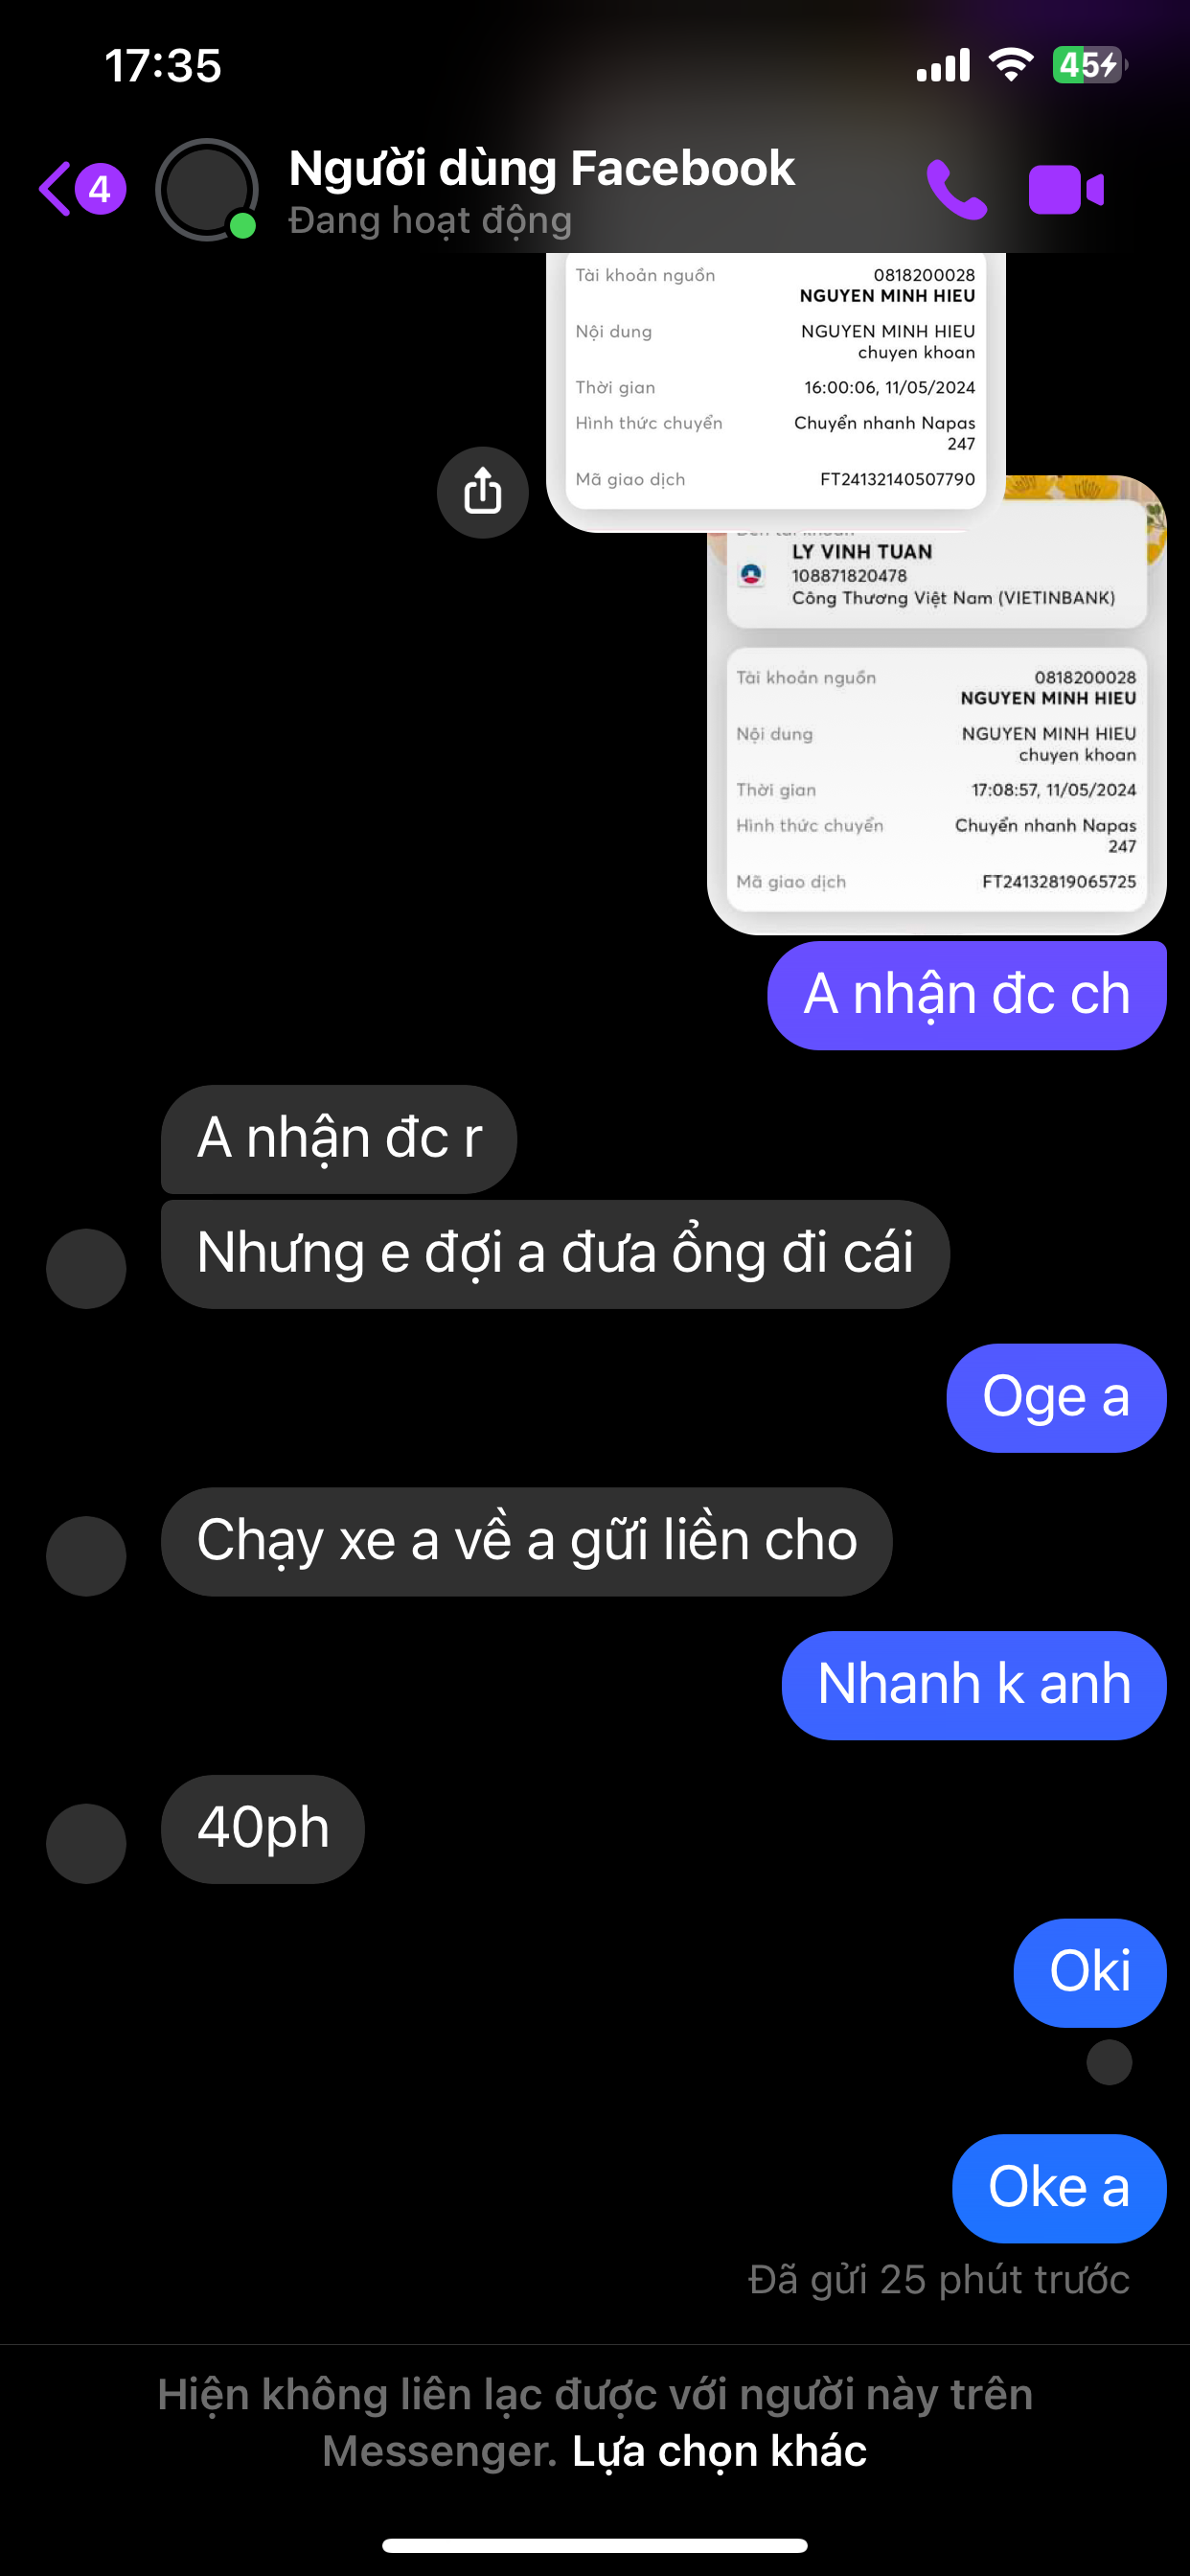 17:35
45
4
Người dùng Facebook
Đang hoạt động
Tài khoản nguồn 0818200028
NGUYEN MINH HIEU
Nội dung NGUYEN MINH HIEU
chuyen khoan
Thời gian 16:00:06, 11/05/2024
Hình thức chuyển Chuyển nhanh Napas
247
Mã giao dịch FT24132140507790
LY VINH TUAN
108871820478
Công Thương Việt Nam (VIETINBANK)
Tài khoản nguồn 0818200028
NGUYEN MINH HIEU
Nội dung NGUYEN MINH HIEU
chuyen khoan
Thời gian 17:08:57, 11/05/2024
Hình thức chuyển Chuyển nhanh Napas
247
Mã giao dịch FT24132819065725
A nhận đc ch
A nhận đc r
Nhưng e đợi a đưa ổng đi cái
Oge a
Chạy xe a về a gữi liền cho
Nhanh k anh
40ph
Oki
Oke a
Đã gửi 25 phút trước
Hiện không liên lạc được với người này trên
Messenger. Lựa chọn khác